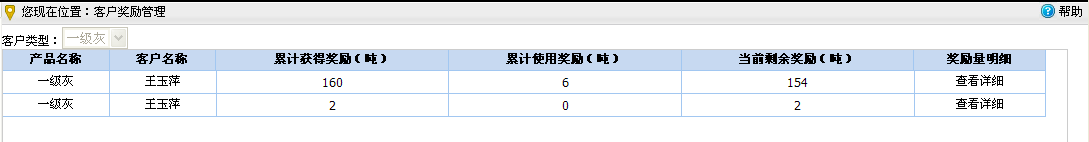 您现在位置：客户奖励管理 帮助
客户类型： 一级灰
产品名称 客户名称 累计获得奖励（吨） 累计使用奖励（吨） 当前剩余奖励（吨） 奖励量明细
一级灰 王玉萍 160 6 154 查看详细
一级灰 王玉萍 2 0 2 查看详细